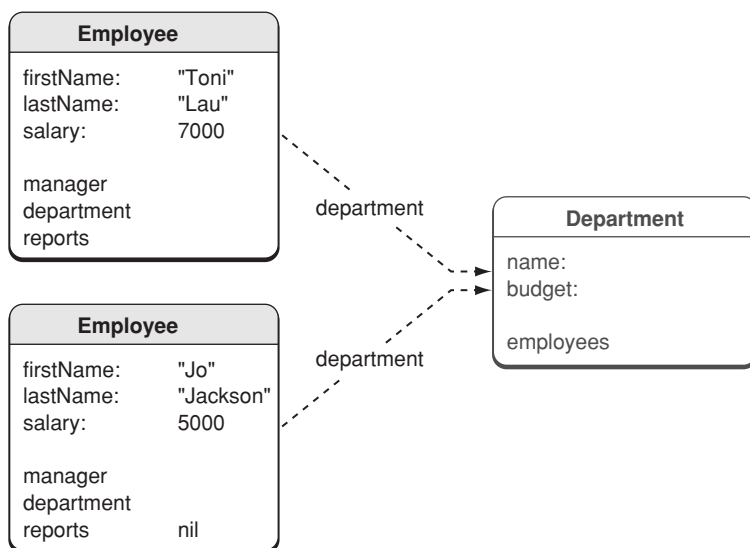 Employee
firstName: "Toni"
lastName: "Lau"
salary: 7000
manager
department
reports
department
Department
name:
budget:
employees
Employee
firstName: "Jo"
lastName: "Jackson"
salary: 5000
manager
department
reports nil
department